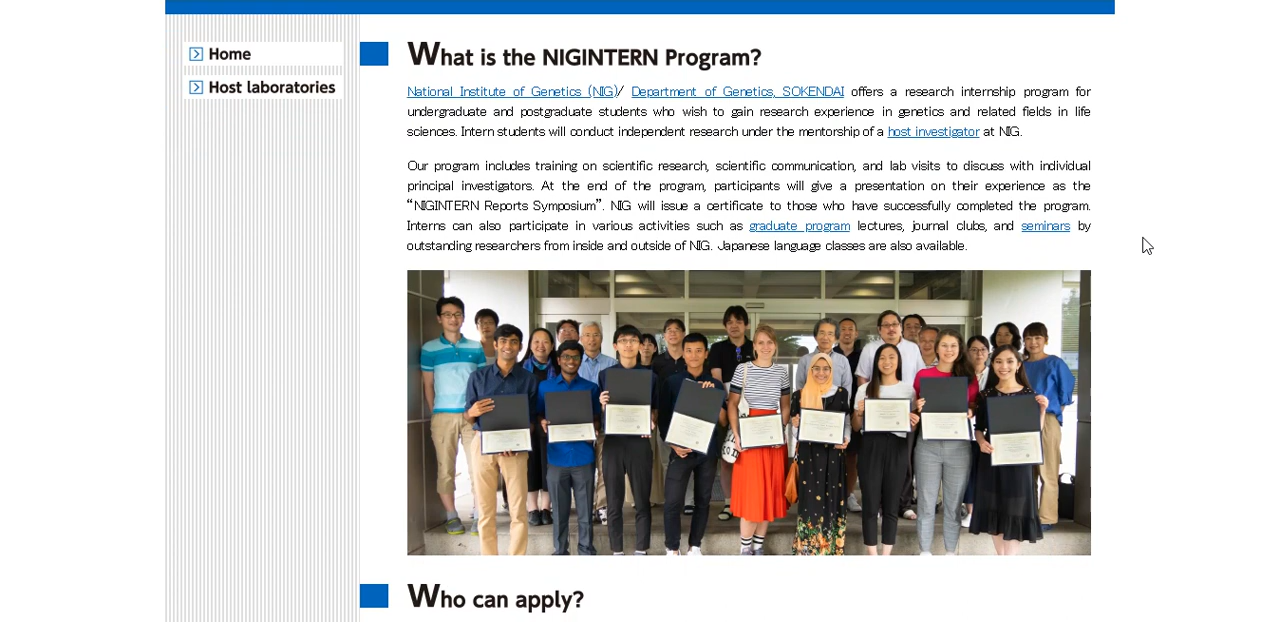 Home
Host laboratories
What is the NIGINTERN Program?
National Institute of Genetics (NIG)/ Department of Genetics, SOKENDAI offers a research internship program for
undergraduate and postgraduate students who wish to gain research experience in genetics and related fields in life
sciences. Intern students will conduct independent research under the mentorship of a host investigator at NIG.
Our program includes training on scientific research, scientific communication, and lab visits to discuss with individual
principal investigators. At the end of the program, participants will give a presentation on their experience as the
“NIGINTERN Reports Symposium”. NIG will issue a certificate to those who have successfully completed the program.
Interns can also participate in various activities such as graduate program lectures, journal clubs, and seminars by
outstanding researchers from inside and outside of NIG. Japanese language classes are also available.
Who can apply?